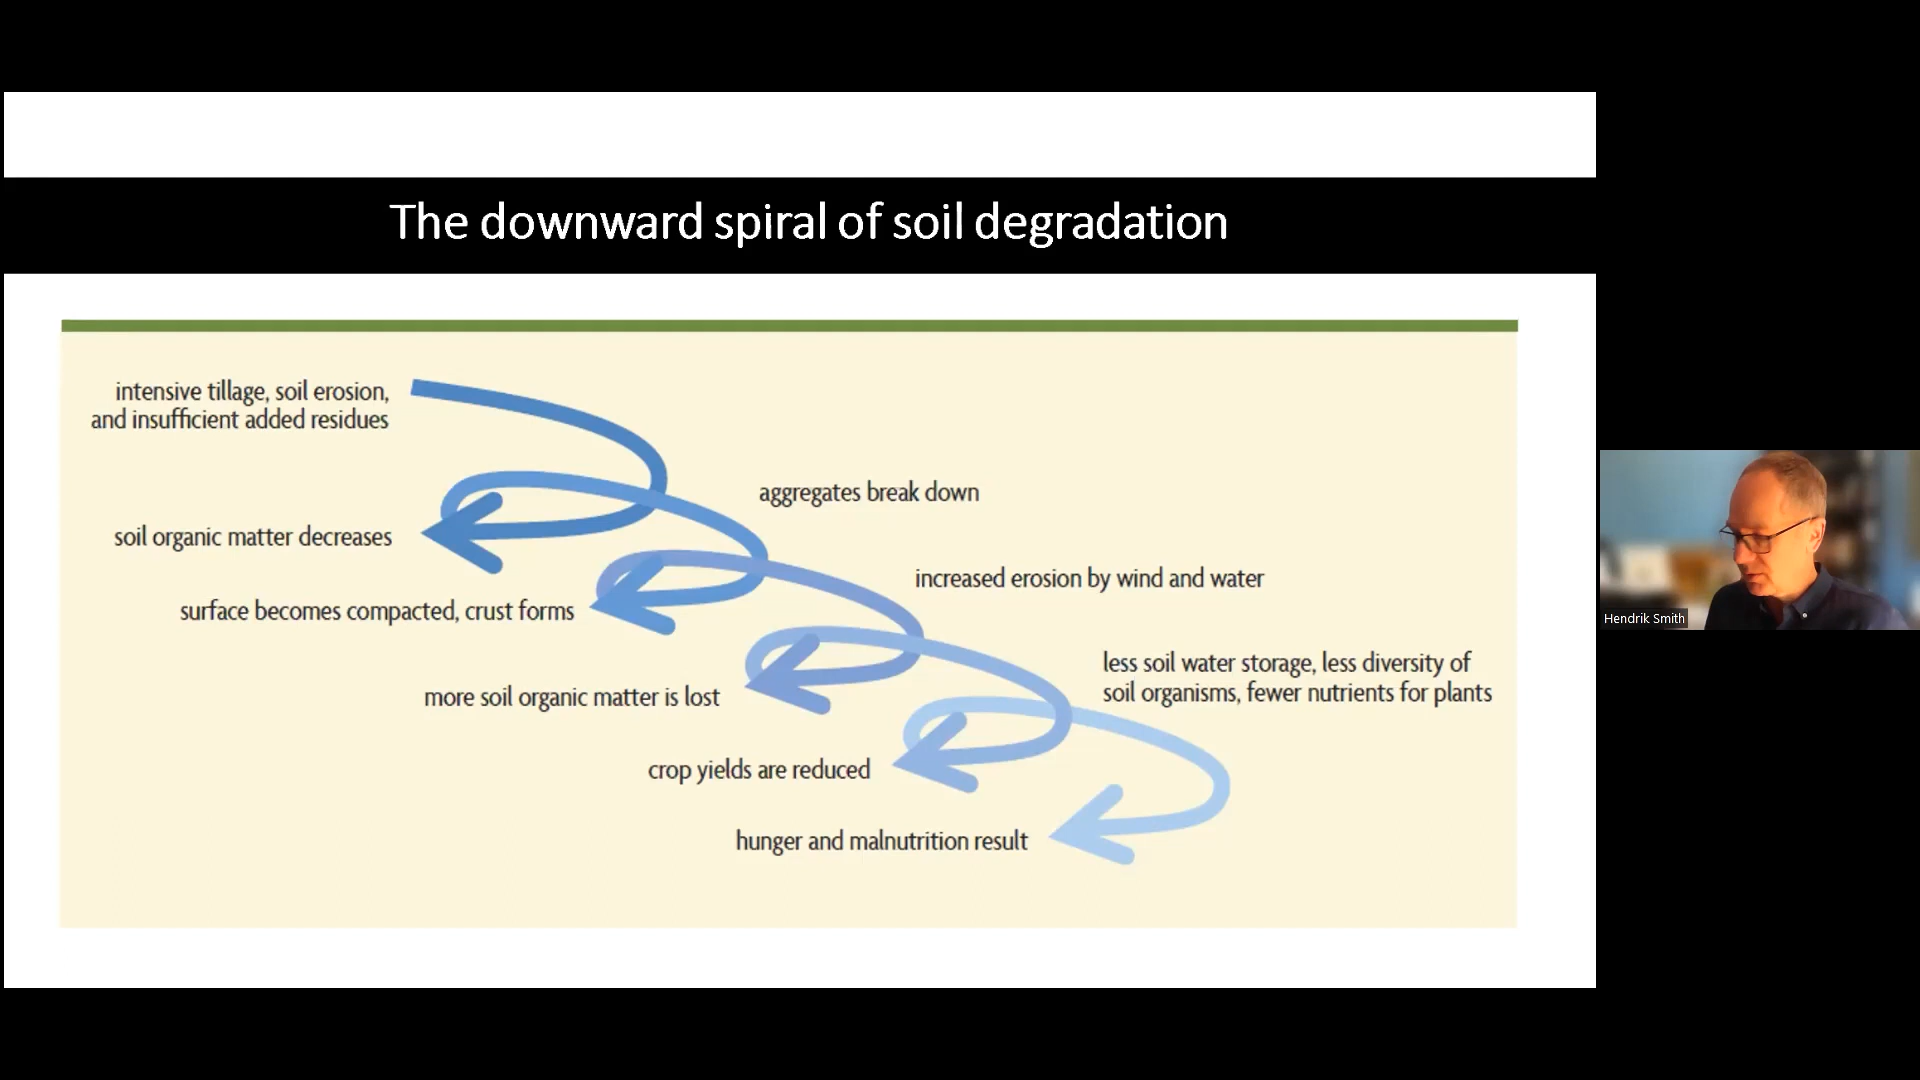 The downward spiral of soil degradation
intensive tillage, soil erosion,
and insufficient added residues
aggregates break down
soil organic matter decreases
increased erosion by wind and water
surface becomes compacted, crust forms
less soil water storage, less diversity of
soil organisms, fewer nutrients for plants
more soil organic matter is lost
crop yields are reduced
hunger and malnutrition result
Hendrik Smith